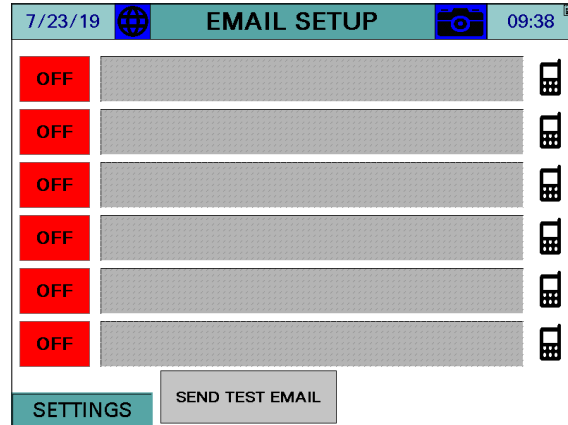 7/23/19 EMAIL SETUP 09:38
OFF
OFF
OFF
OFF
OFF
OFF
SEND TEST EMAIL
SETTINGS